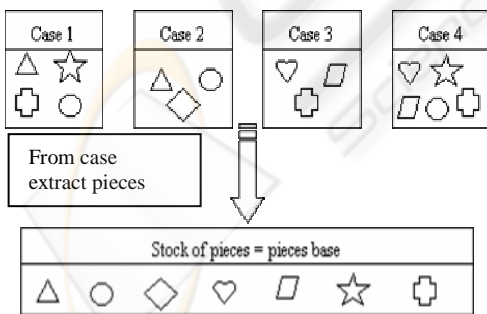 Case 1
Case 2
Case 3
Case 4
From case
extract pieces
Stock of pieces = pieces base